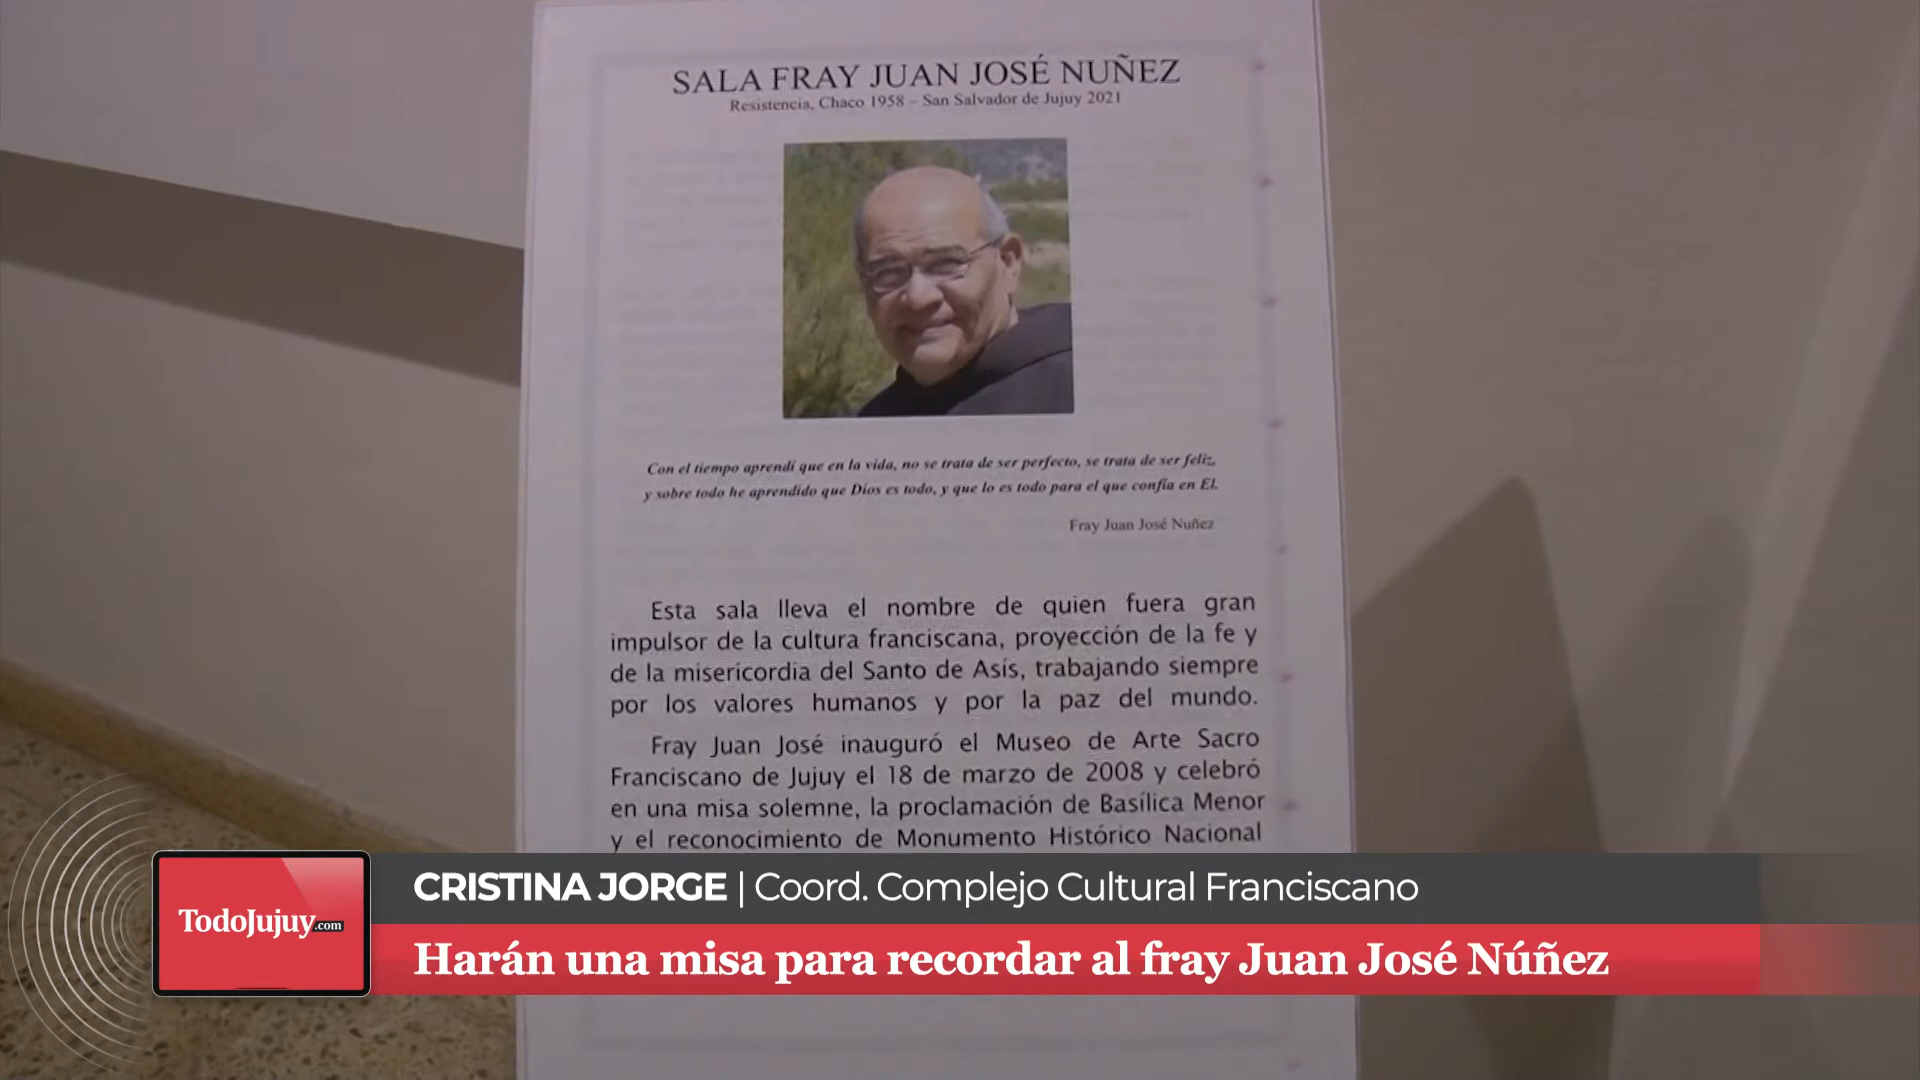 SALA FRAY JUAN JOSÉ NUÑEZ
Resistencia, Chaco 1958 – San Salvador de Jujuy 2021
Con el tiempo aprendí que en la vida, no se trata de ser perfecto, se trata de ser feliz,
y sobre todo he aprendido que Dios es todo, y que lo es todo para el que confía en EL
Fray Juan José Nuñez
Esta sala lleva el nombre de quien fuera gran
impulsor de la cultura franciscana, proyección de la fe y
de la misericordia del Santo de Asís, trabajando siempre
por los valores humanos y por la paz del mundo.
Fray Juan José inauguró el Museo de Arte Sacro
Franciscano de Jujuy el 18 de marzo de 2008 y celebró
en una misa solemne, la proclamación de Basílica Menor
y el reconocimiento de Monumento Histórico Nacional
CRISTINA JORGE | Coord. Complejo Cultural Franciscano
TodoJujuy.com
Harán una misa para recordar al fray Juan José Núñez